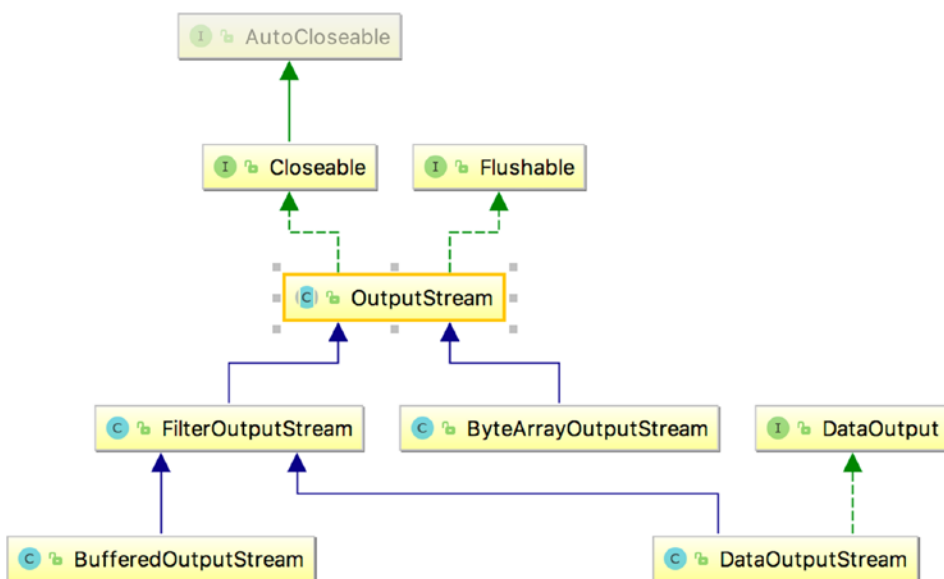 I AutoCloseable
I Closeable
I Flushable
C OutputStream
C FilterOutputStream
C ByteArrayOutputStream
I DataOutput
C BufferedOutputStream
C DataOutputStream